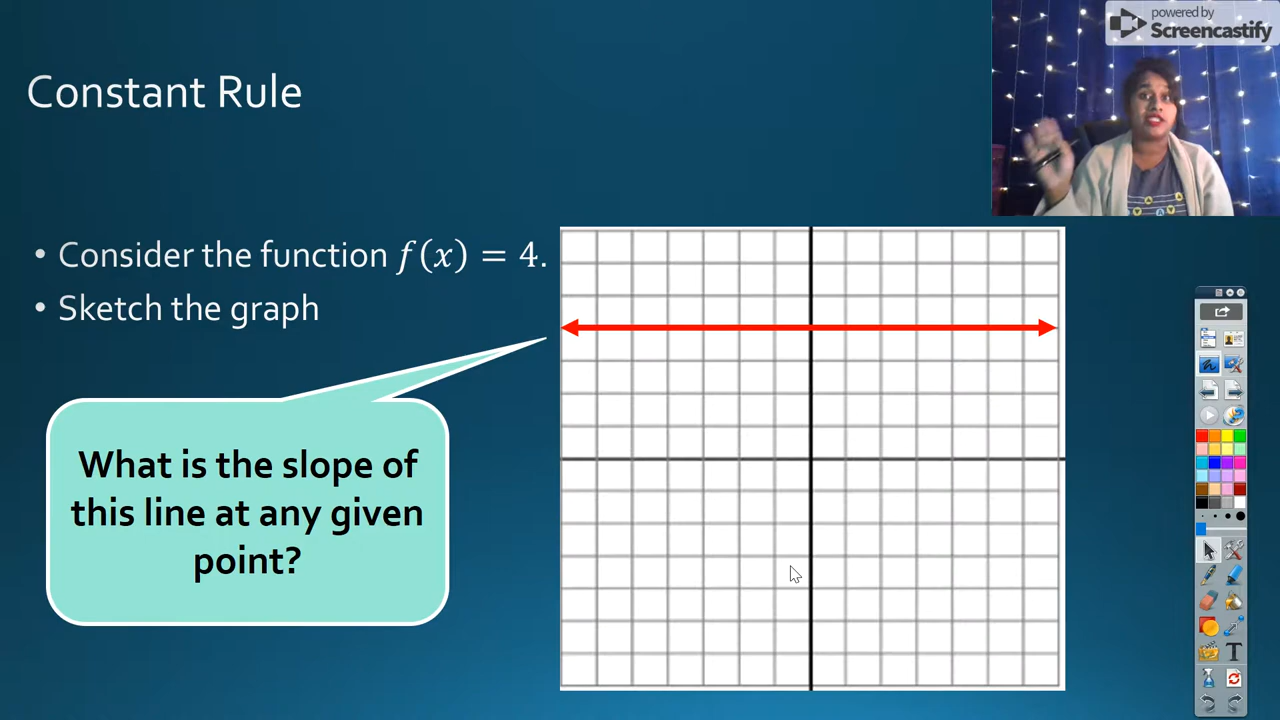 powered by
Screencastify
Constant Rule
• Consider the function f(x) = 4.
• Sketch the graph
What is the slope of
this line at any given
point?
T